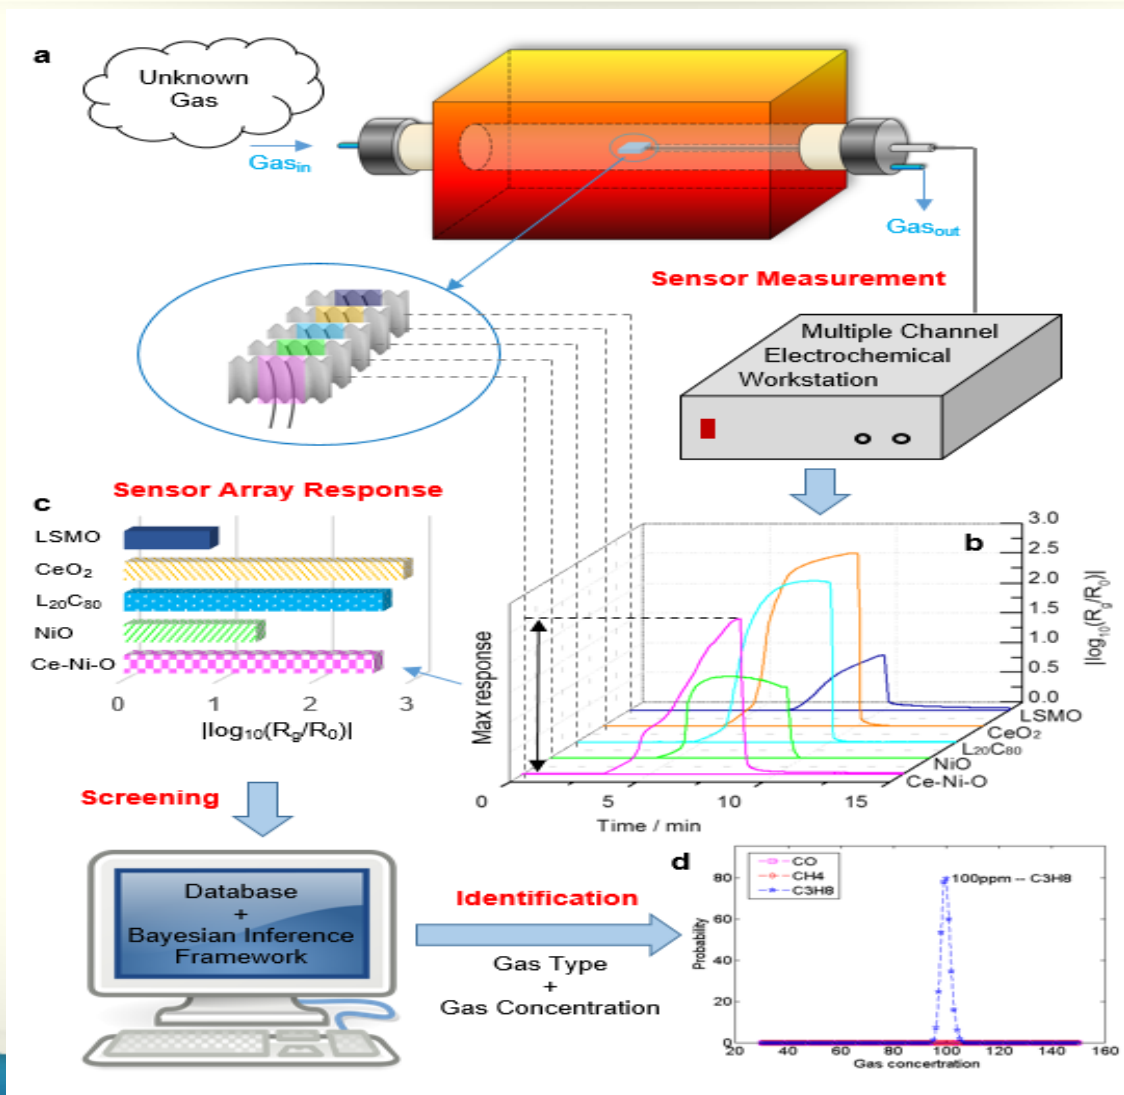 a
Unknown
Gas
Gasin
Gasout
Sensor Measurement
Multiple Channel
Electrochemical
Workstation
c
Sensor Array Response
LSMO
CeO2
L20C80
NiO
Ce-Ni-O
0 1 2 3
|log10(Rg/R0)|
b
3.0
2.5
2.0
1.5
1.0
0.5
0.0
|log10(Rg/R0)|
Max response
LSMO
CeO2
L20C80
NiO
Ce-Ni-O
0 5 10 15
Time / min
Screening
Database
+
Bayesian Inference
Framework
Identification
Gas Type
+
Gas Concentration
d
CO
CH4
C3H8
100ppm -- C3H8
80
60
40
20
0
Probability
20 40 60 80 100 120 140 160
Gas concertration